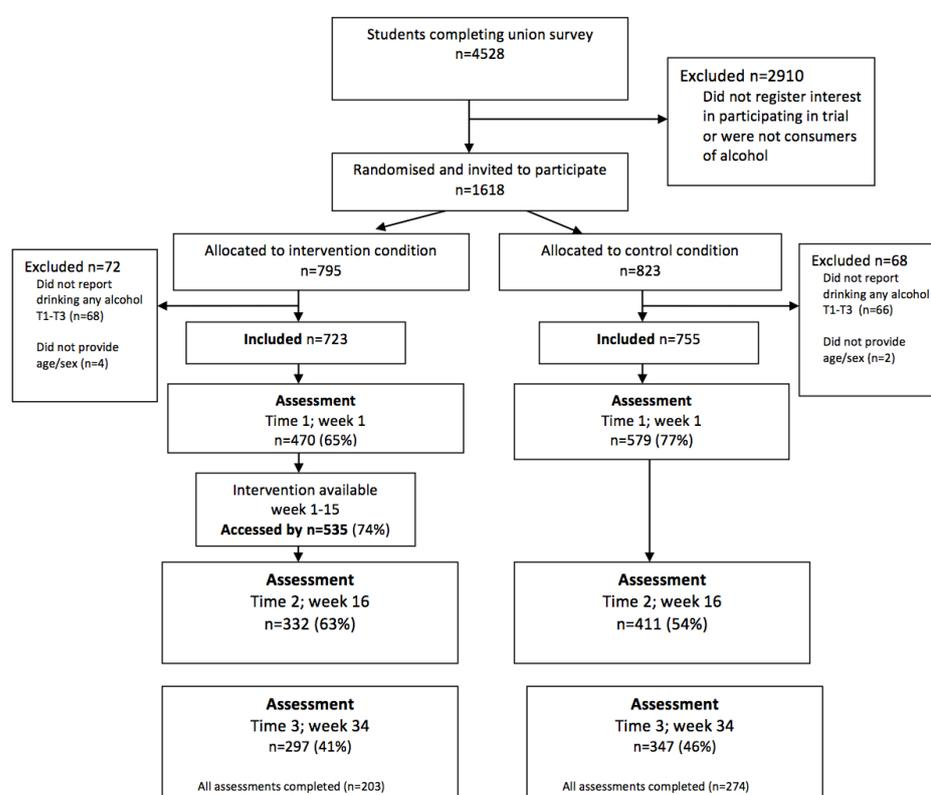 Students completing union survey
n=4528
Excluded n=2910
Did not register interest
in participating in trial
or were not consumers
of alcohol
Randomised and invited to participate
n=1618
Allocated to intervention condition
n=795
Allocated to control condition
n=823
Excluded n=72
Did not report
drinking any alcohol
T1-T3 (n=68)
Did not provide
age/sex (n=4)
Excluded n=68
Did not report
drinking any alcohol
T1-T3 (n=66)
Did not provide
age/sex (n=2)
Included n=723
Included n=755
Assessment
Time 1; week 1
n=470 (65%)
Assessment
Time 1; week 1
n=579 (77%)
Intervention available
week 1-15
Accessed by n=535 (74%)
Assessment
Time 2; week 16
n=332 (63%)
Assessment
Time 2; week 16
n=411 (54%)
Assessment
Time 3; week 34
n=297 (41%)
All assessments completed (n=203)
Assessment
Time 3; week 34
n=347 (46%)
All assessments completed (n=274)